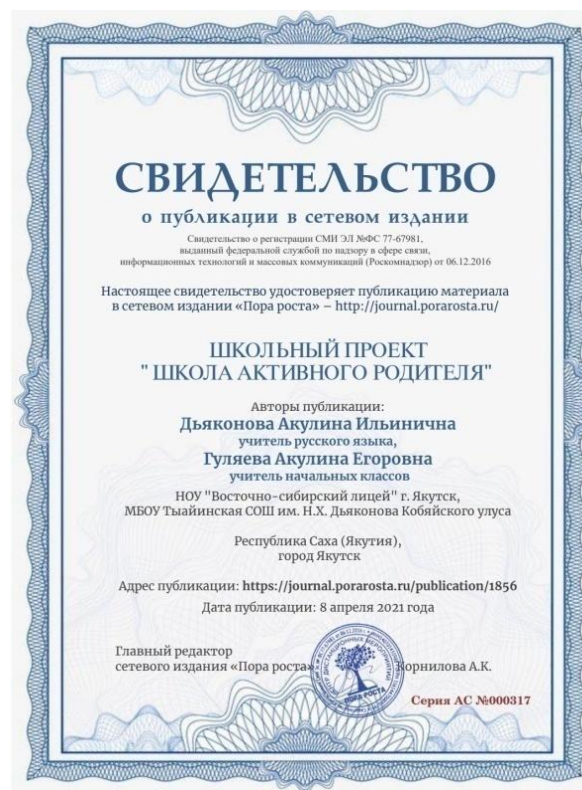 СВИДЕТЕЛЬСТВО
о публикации в сетевом издании
Свидетельство о регистрации СМИ ЭЛ №ФС 77-67981,
выданный федеральной службой по надзору в сфере связи,
информационных технологий и массовых коммуникаций (Роскомнадзор) от 06.12.2016
Настоящее свидетельство удостоверяет публикацию материала
в сетевом издании «Пора роста» – http://journal.porarosta.ru/
ШКОЛЬНЫЙ ПРОЕКТ
" ШКОЛА АКТИВНОГО РОДИТЕЛЯ"
Авторы публикации:
Дьяконова Акулина Ильинична
учитель русского языка,
Гуляева Акулина Егоровна
учитель начальных классов
НОУ "Восточно-сибирский лицей" г. Якутск,
МБОУ Тыайинская СОШ им. Н.Х. Дьяконова Кобяйского улуса
Республика Саха (Якутия),
город Якутск
Адрес публикации: https://journal.porarosta.ru/publication/1856
Дата публикации: 8 апреля 2021 года
Главный редактор
сетевого издания «Пора роста» Корнилова А.К.
ПОРА РОСТА
Серия АС №000317